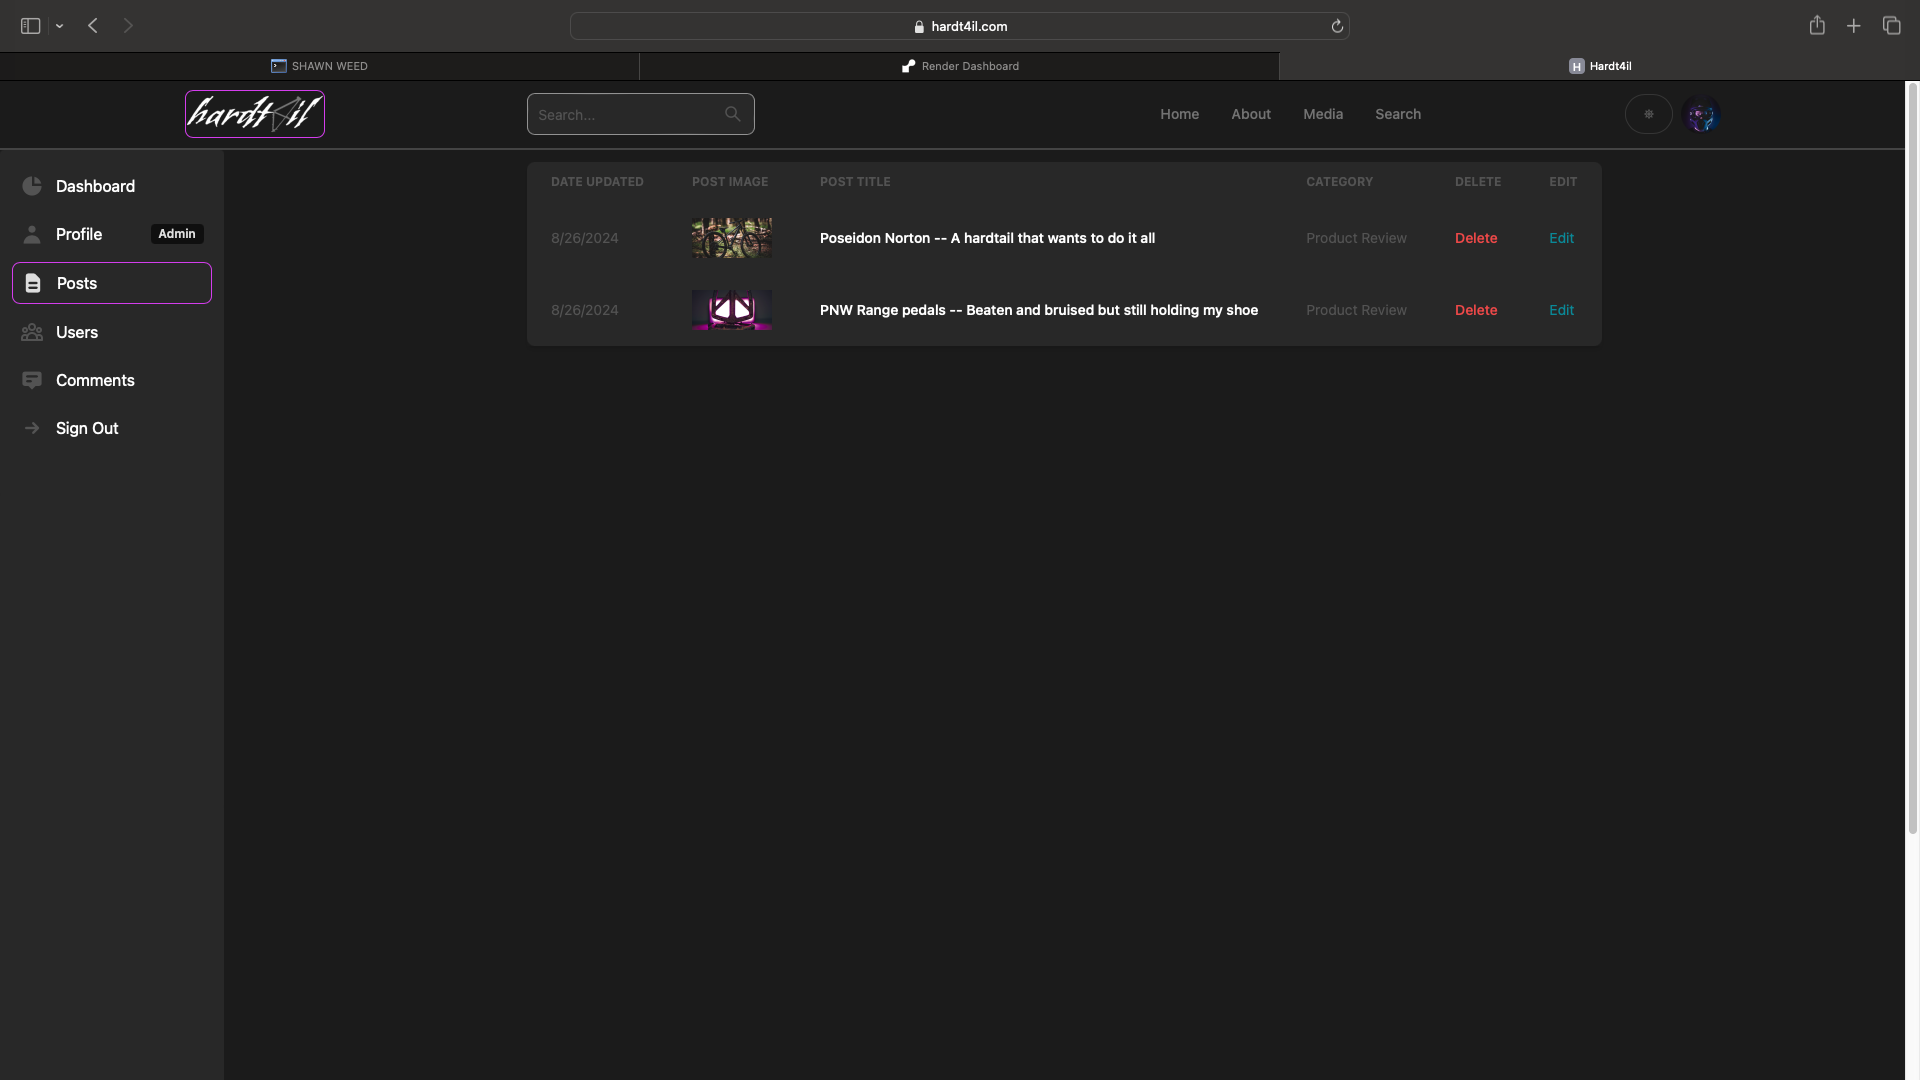 hardt4il.com
SHAWN WEED
Render Dashboard
H Hardt4il
hardt4il
Search...
Home
About
Media
Search
Dashboard
Profile
Admin
Posts
Users
Comments
Sign Out
DATE UPDATED POST IMAGE POST TITLE CATEGORY DELETE EDIT
8/26/2024 Poseidon Norton -- A hardtail that wants to do it all Product Review Delete Edit
8/26/2024 PNW Range pedals -- Beaten and bruised but still holding my shoe Product Review Delete Edit